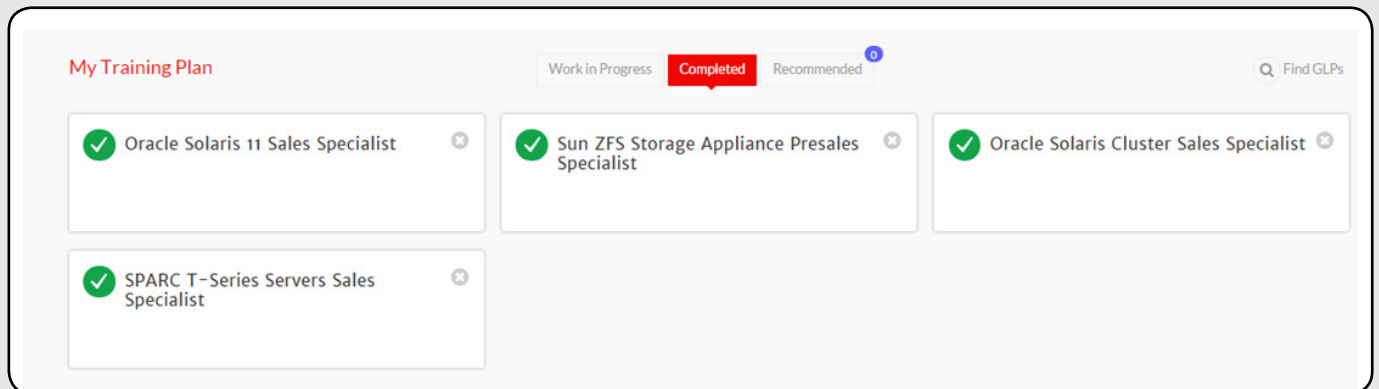 My Training Plan
Work in Progress
Completed
Recommended
0
Find GLPs
Oracle Solaris 11 Sales Specialist
Sun ZFS Storage Appliance Presales
Specialist
Oracle Solaris Cluster Sales Specialist
SPARC T-Series Servers Sales
Specialist